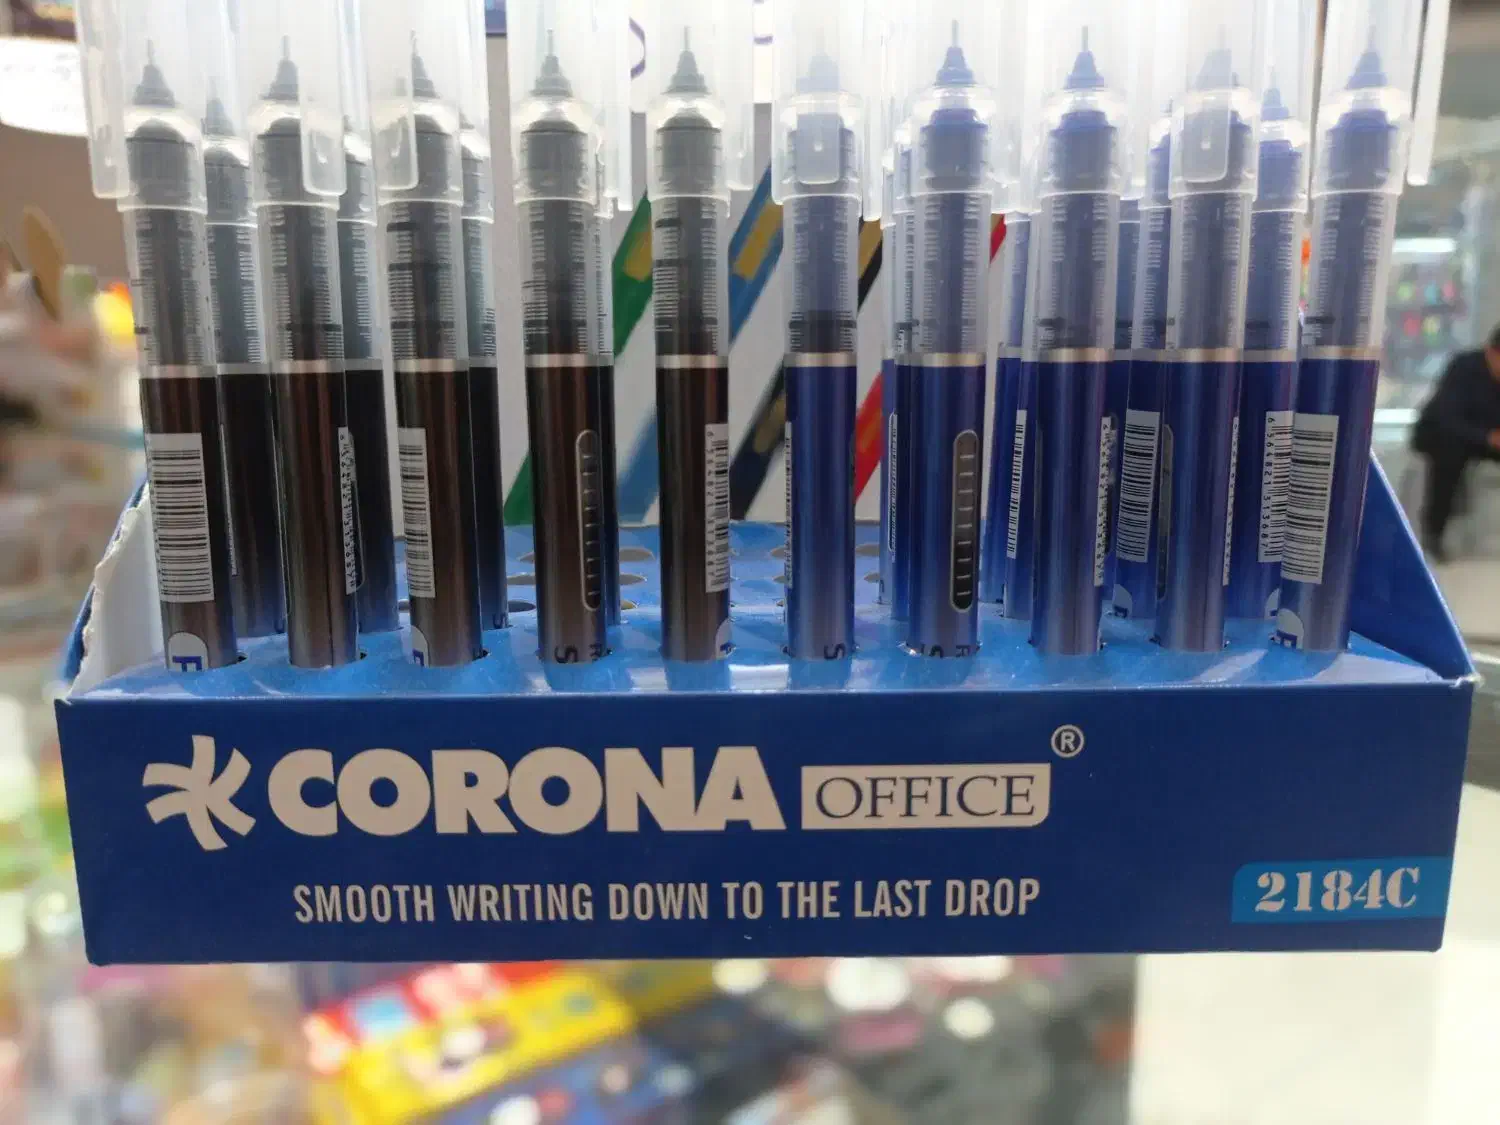 CORONA OFFICE ®
SMOOTH WRITING DOWN TO THE LAST DROP
2184C